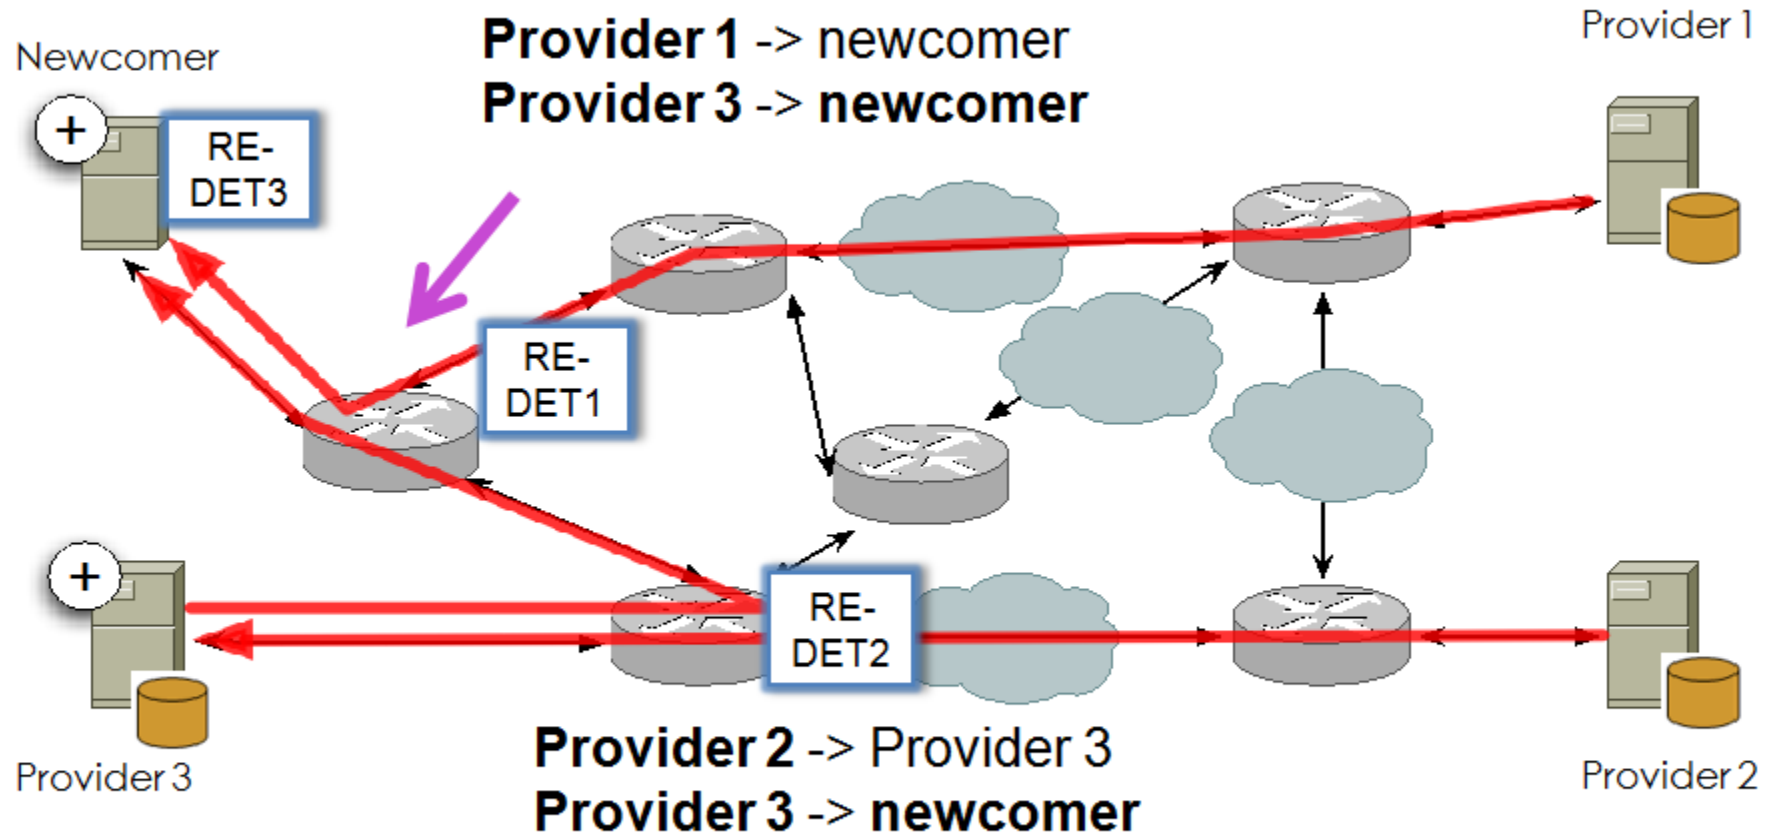 Provider 1 -> newcomer
Provider 3 -> newcomer
Provider 1
Newcomer
+
RE-
DET3
RE-
DET1
+
RE-
DET2
Provider 2 -> Provider 3
Provider 3 -> newcomer
Provider 3
Provider 2